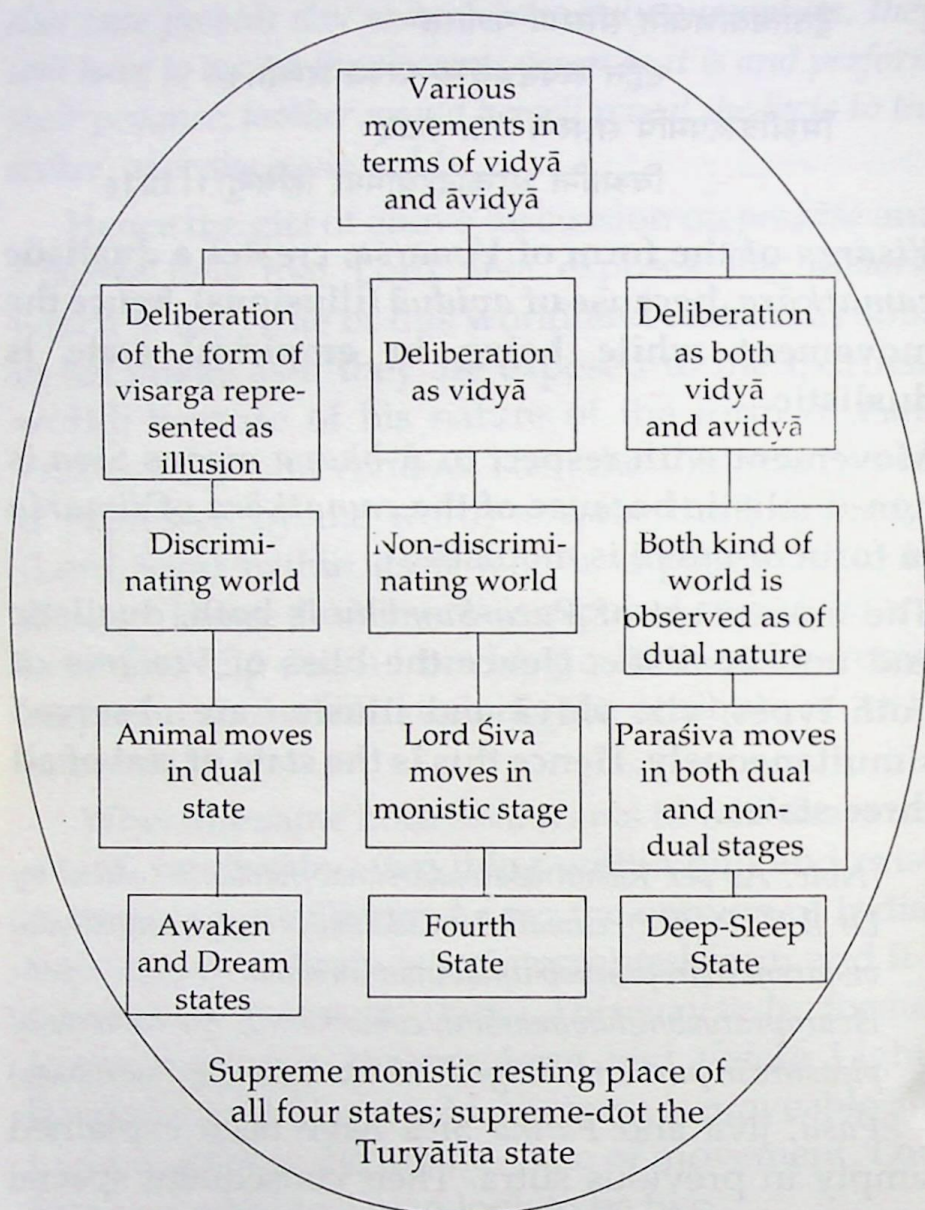 Various
movements in
terms of vidyā
and āvidyā
Deliberation
of the form of
visarga repre-
sented as
illusion
Deliberation
as vidyā
Deliberation
as both
vidyā
and avidyā
Discrimi-
nating world
Non-discrimi-
nating world
Both kind of
world is
observed as of
dual nature
Animal moves
in dual
state
Lord Śiva
moves in
monistic stage
Paraśiva moves
in both dual
and non-
dual stages
Awaken
and Dream
states
Fourth
State
Deep-Sleep
State
Supreme monistic resting place of
all four states; supreme-dot the
Turyātīta state